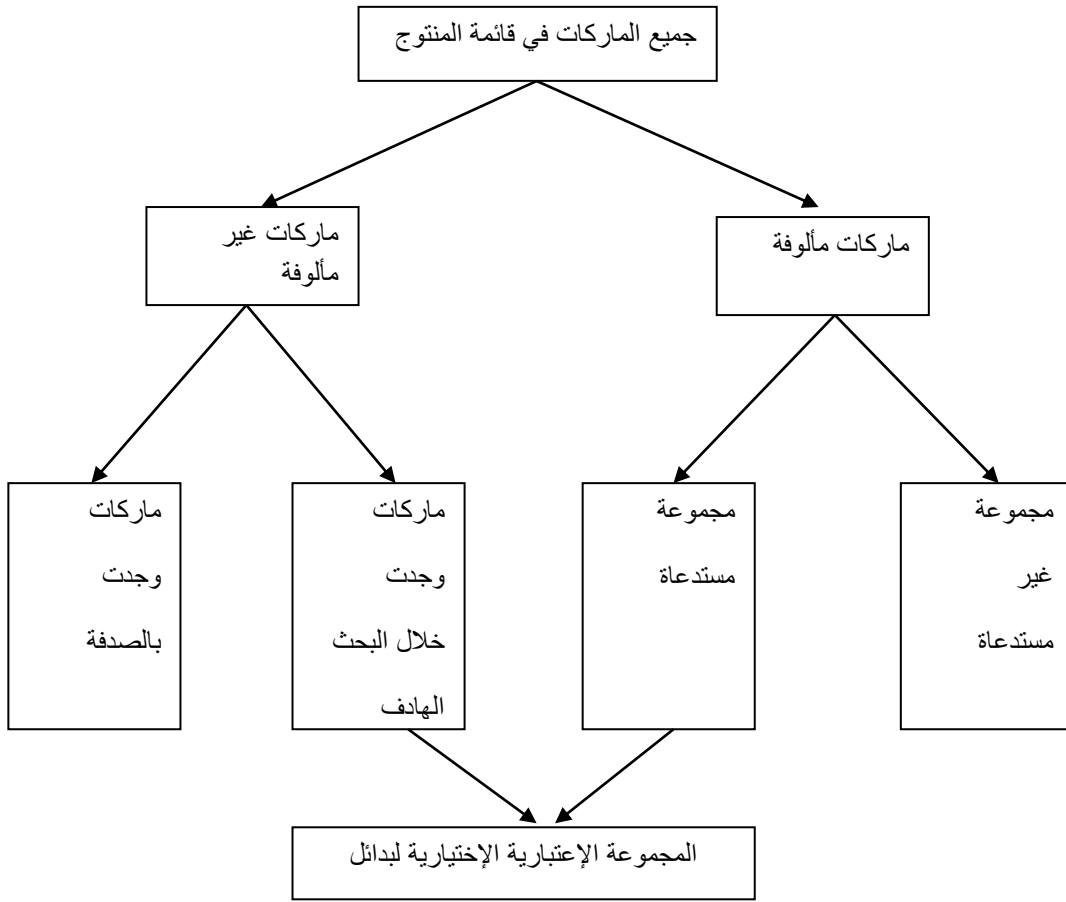 جميع الماركات في قائمة المنتوج
ماركات مألوفة
ماركات غير
مألوفة
مجموعة
غير
مستدعاة
مجموعة
مستدعاة
ماركات
وجدت
خلال البحث
الهادف
ماركات
وجدت
بالصدفة
المجموعة الإعتبارية الإختيارية لبدائل